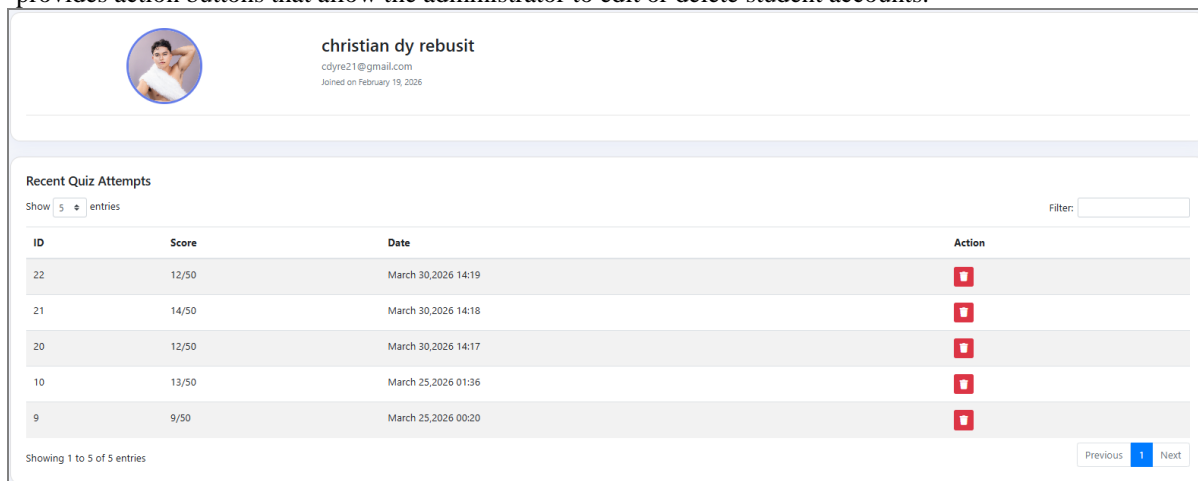 provides action buttons that allow the administrator to edit or delete student accounts.
christian dy rebusit
cdyre21@gmail.com
Joined on February 19, 2026
Recent Quiz Attempts
Show 5 entries
Filter:
ID Score Date Action
22 12/50 March 30,2026 14:19
21 14/50 March 30,2026 14:18
20 12/50 March 30,2026 14:17
10 13/50 March 25,2026 01:36
9 9/50 March 25,2026 00:20
Showing 1 to 5 of 5 entries
Previous 1 Next